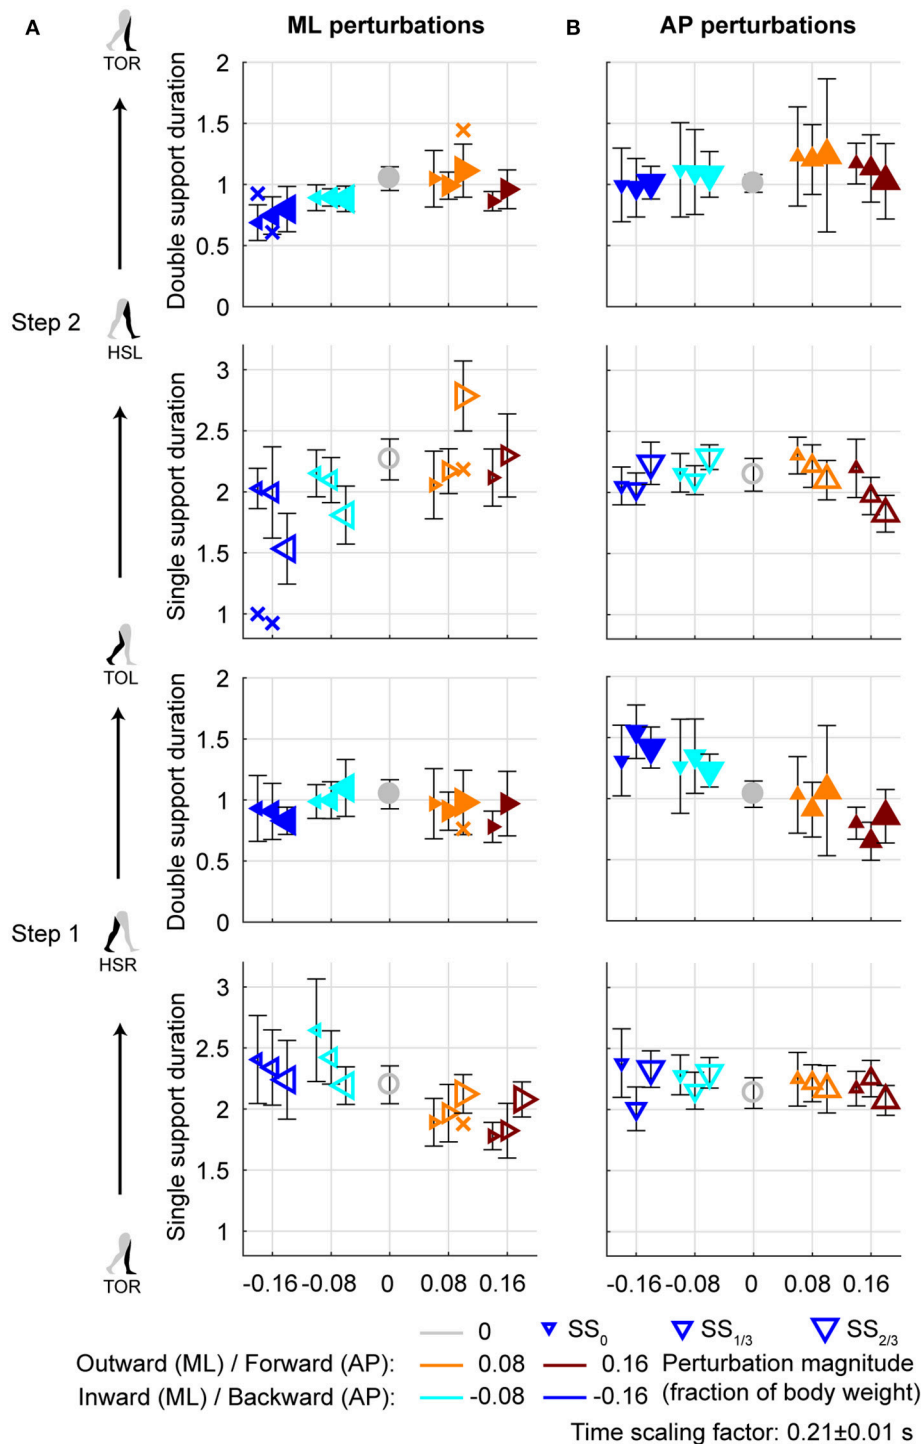 A
ML perturbations
B
AP perturbations
TOR
Double support duration
2
1.5
1
0.5
0
Step 2
HSL
Single support duration
3
2.5
2
1.5
1
TOL
Double support duration
2
1.5
1
0.5
0
Step 1
HSR
Single support duration
3
2.5
2
1.5
1
TOR
-0.16 -0.08 0 0.08 0.16
-0.16 -0.08 0 0.08 0.16
0 SS0 SS1/3 SS2/3
Outward (ML) / Forward (AP): 0.08 0.16 Perturbation magnitude
Inward (ML) / Backward (AP): -0.08 -0.16 (fraction of body weight)
Time scaling factor: 0.21±0.01 s